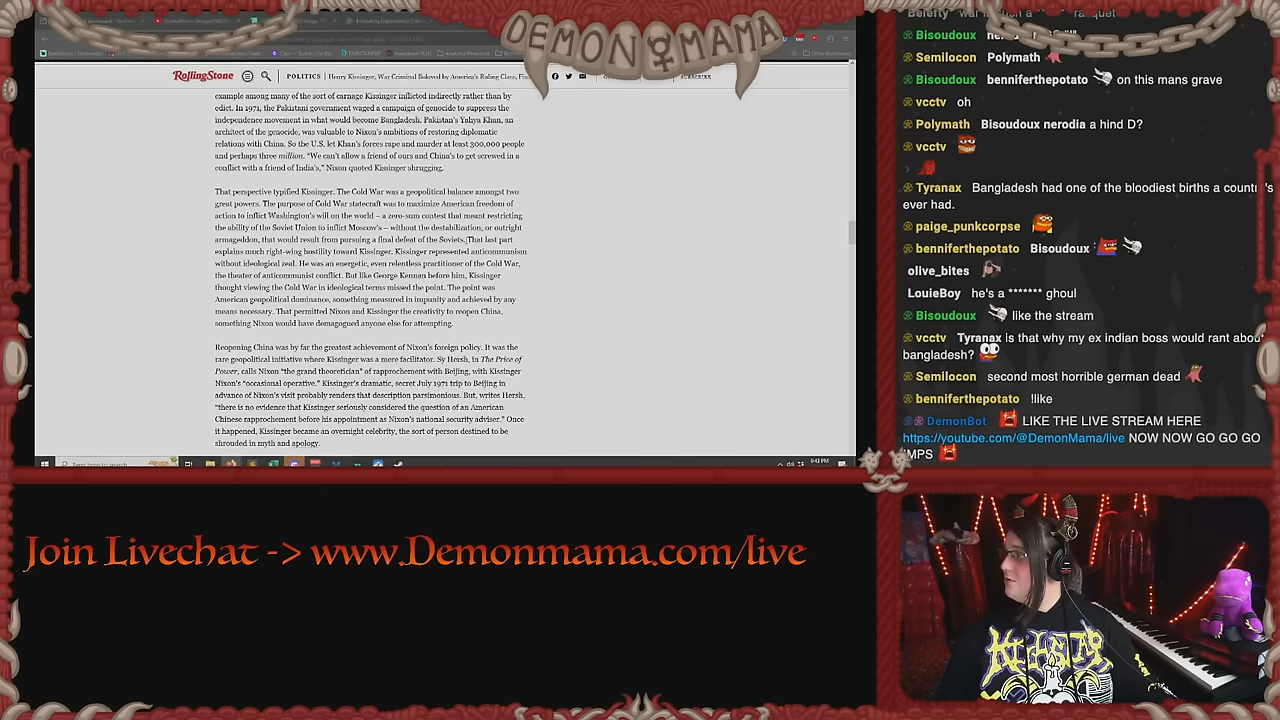 DEMON MAMA
RollingStone
POLITICS | Henry Kissinger, War Criminal Beloved by America's Ruling Class,
SUBSCRIBE
example among many of the sort of carnage Kissinger inflicted indirectly rather than by
edict. In 1971, the Pakistani government waged a campaign of genocide to suppress the
independence movement in what would become Bangladesh. Pakistan's Yahya Khan, an
architect of the genocide, was valuable to Nixon's ambitions of restoring diplomatic
relations with China. So the U.S. let Khan's forces rape and murder at least 300,000 people
and perhaps three million. "We can't allow a friend of ours and China's to get screwed in a
conflict with a friend of India's," Nixon quoted Kissinger shrugging.
That perspective typified Kissinger. The Cold War was a geopolitical balance amongst two
great powers. The purpose of Cold War statecraft was to maximize American freedom of
action to inflict Washington's will on the world – a zero-sum contest that meant restricting
the ability of the Soviet Union to inflict Moscow's – without the destabilization, or outright
armageddon, that would result from pursuing a final defeat of the Soviets. That last part
explains much right-wing hostility toward Kissinger. Kissinger represented anticommunism
without ideological zeal. He was an energetic, even relentless practitioner of the Cold War,
the theater of anticommunist conflict. But like George Kennan before him, Kissinger
thought viewing the Cold War in ideological terms missed the point. The point was
American geopolitical dominance, something measured in impunity and achieved by any
means necessary. That permitted Nixon and Kissinger the creativity to reopen China,
something Nixon would have demagogued anyone else for attempting.
Reopening China was by far the greatest achievement of Nixon's foreign policy. It was the
rare geopolitical initiative where Kissinger was a mere facilitator. Sy Hersh, in The Price of
Power, calls Nixon "the grand theoretician" of rapprochement with Beijing, with Kissinger
Nixon's "occasional operative." Kissinger's dramatic, secret July 1971 trip to Beijing in
advance of Nixon's visit probably renders that description parsimonious. But, writes Hersh,
"there is no evidence that Kissinger seriously considered the question of an American
Chinese rapprochement before his appointment as Nixon's national security adviser." Once
it happened, Kissinger became an overnight celebrity, the sort of person destined to be
shrouded in myth and apology.
9:43 PM
Bisoudoux
Semilocon Polymath
Bisoudoux benniferthepotato on this mans grave
vcctv oh
Polymath Bisoudoux nerodia a hind D?
vcctv
Tyranax Bangladesh had one of the bloodiest births a country's
ever had.
paige_punkcorpse
benniferthepotato Bisoudoux
olive_bites
LouieBoy he's a ******* ghoul
Bisoudoux like the stream
vcctv Tyranax Is that why my ex indian boss would rant about
bangladesh?
Semilocon second most horrible german dead
benniferthepotato !like
DemonBot LIKE THE LIVE STREAM HERE
https://youtube.com/@DemonMama/live NOW NOW GO GO GO
IMPS
Join Livechat -> www.Demonmama.com/live